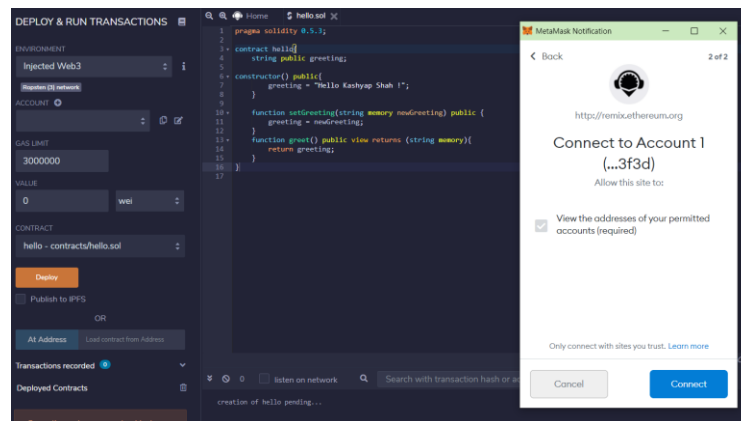 DEPLOY & RUN TRANSACTIONS
ENVIRONMENT
Injected Web3
i
Ropsten (3) network
ACCOUNT
GAS LIMIT
3000000
VALUE
0
wei
CONTRACT
hello - contracts/hello.sol
Deploy
Publish to IPFS
OR
At Address
Load contract from Address
Transactions recorded 0
Deployed Contracts
Home
hello.sol
1 pragma solidity 0.5.3;
2
3 contract hello{
4 string public greeting;
5
6 constructor() public{
7 greeting = "Hello Kashyap Shah !";
8 }
9
10 function setGreeting(string memory newGreeting) public {
11 greeting = newGreeting;
12 }
13 function greet() public view returns (string memory){
14 return greeting;
15 }
16 }
17
0
listen on network
Search with transaction hash or
creation of hello pending...
MetaMask Notification
Back
2 of 2
http://remix.ethereum.org
Connect to Account 1
(...3f3d)
Allow this site to:
View the addresses of your permitted
accounts (required)
Only connect with sites you trust. Learn more
Cancel
Connect